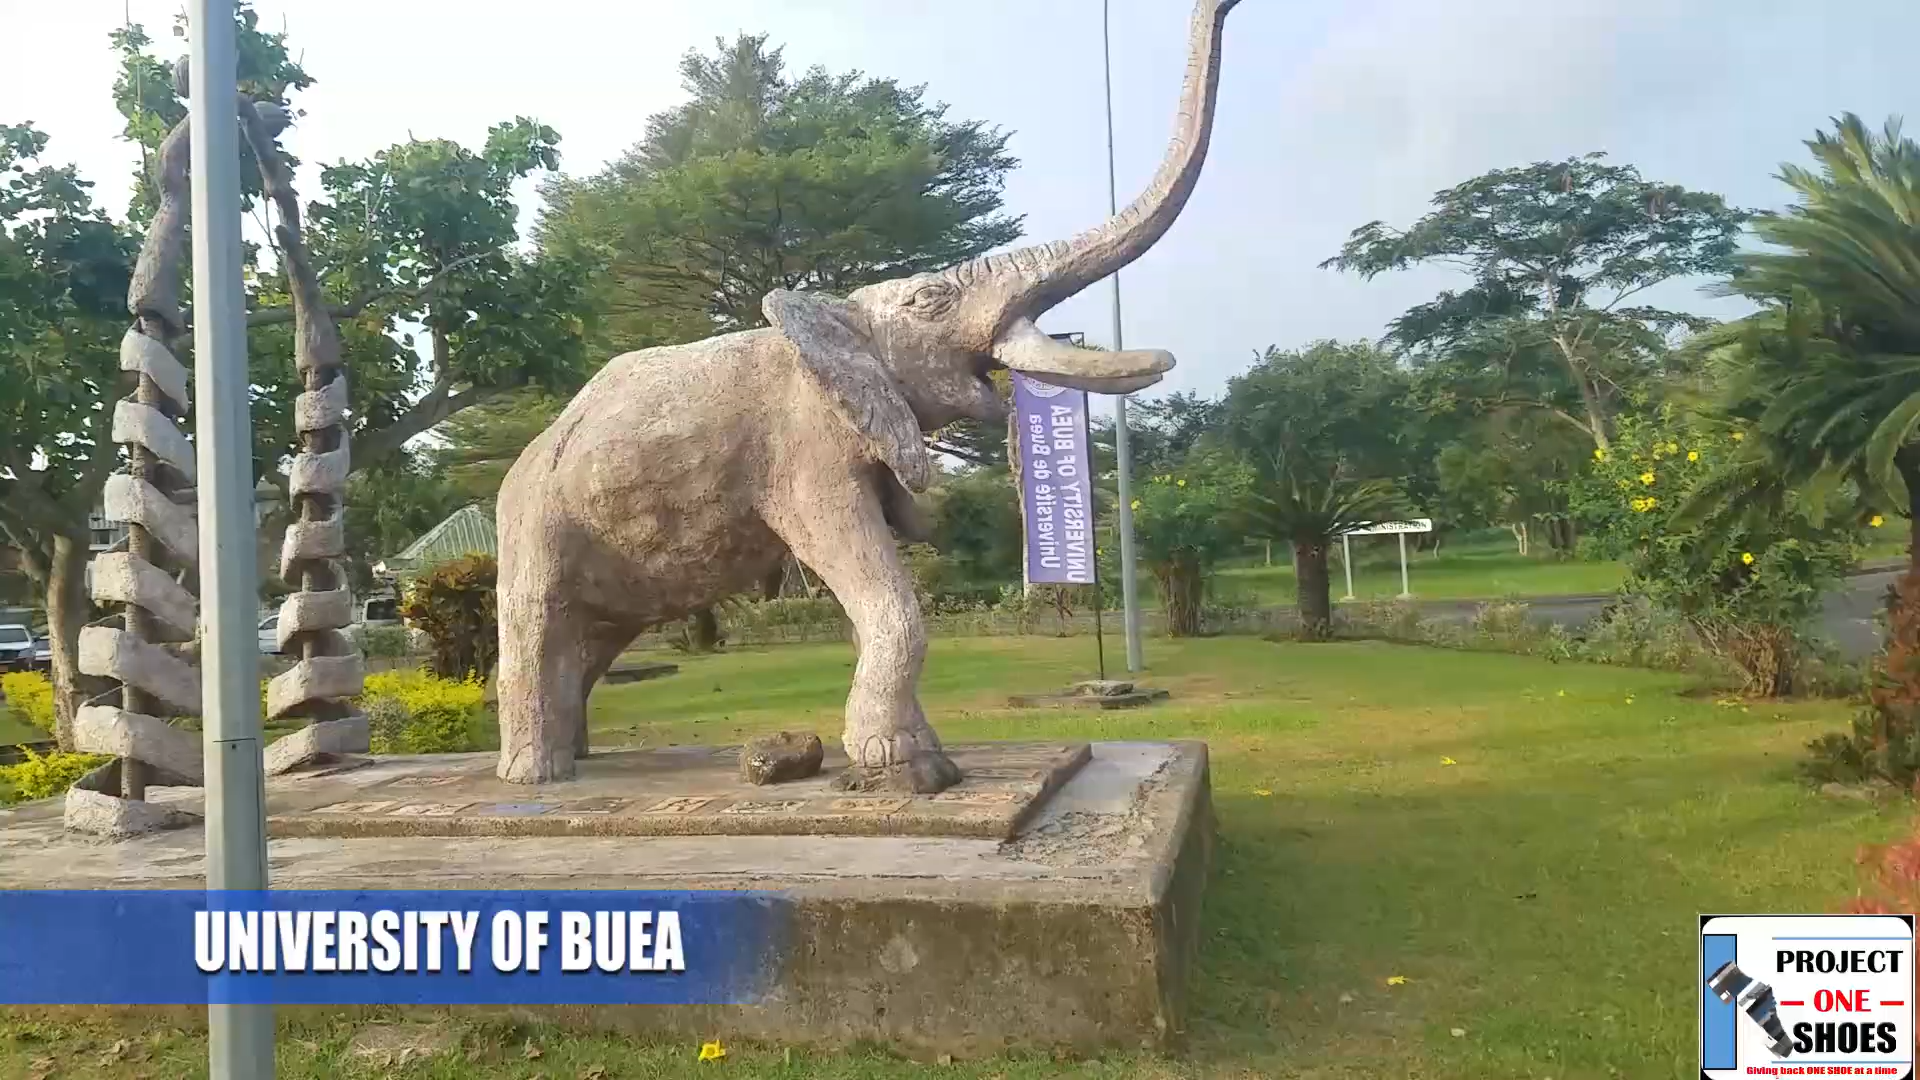 Université de Buea
UNIVERSITY OF BUEA
UNIVERSITY OF BUEA
PROJECT
ONE
SHOES
Giving back ONE SHOE at a time